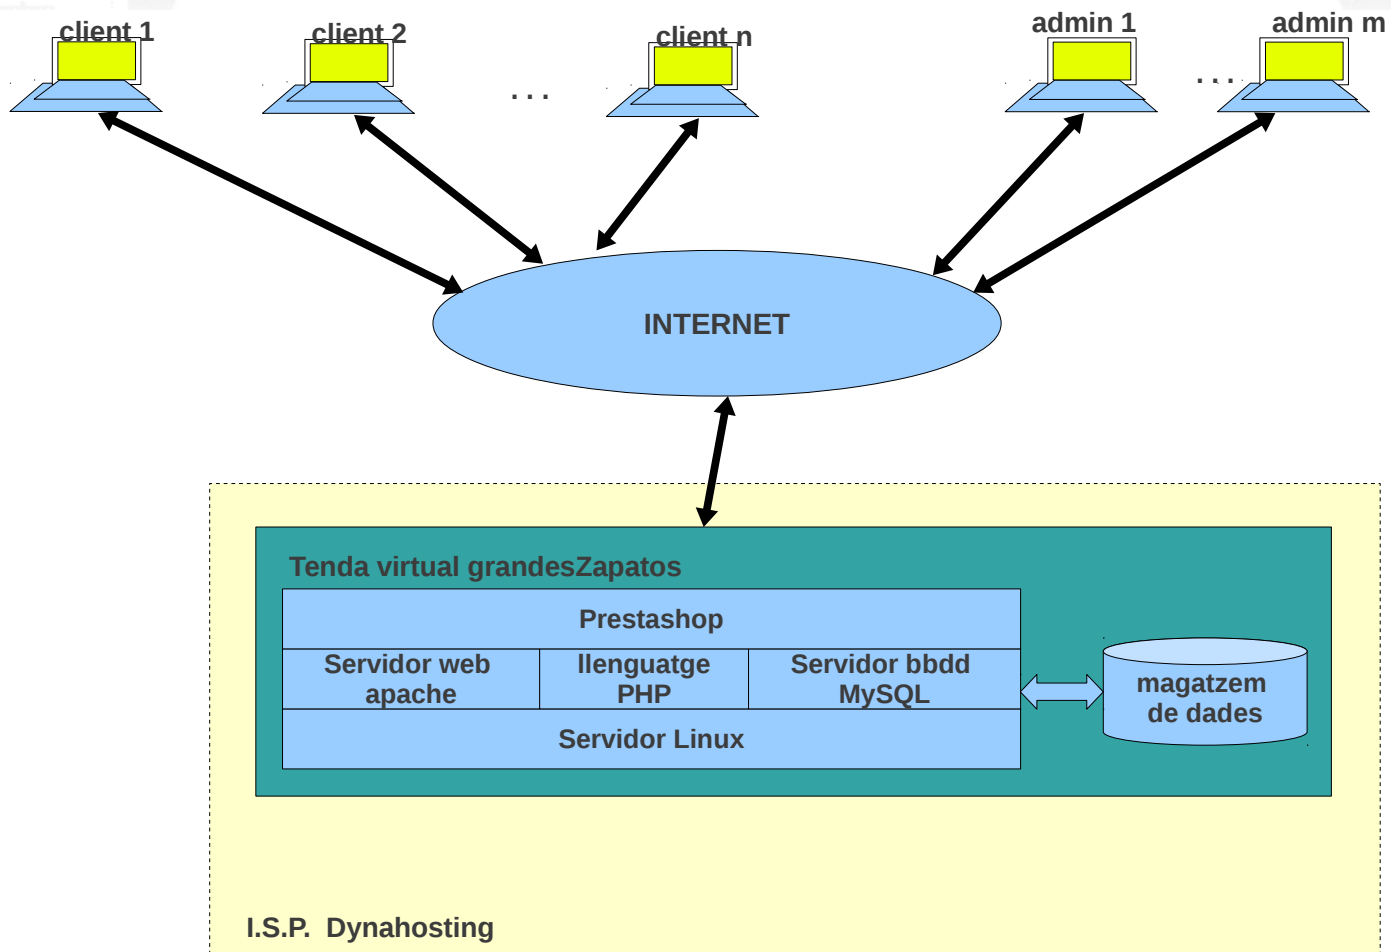 client 1
client 2
. . .
client n
admin 1
. . .
admin m
INTERNET
Tenda virtual grandesZapatos
Prestashop
Servidor web
apache
llenguatge
PHP
Servidor bbdd
MySQL
Servidor Linux
magatzem
de dades
I.S.P. Dynahosting